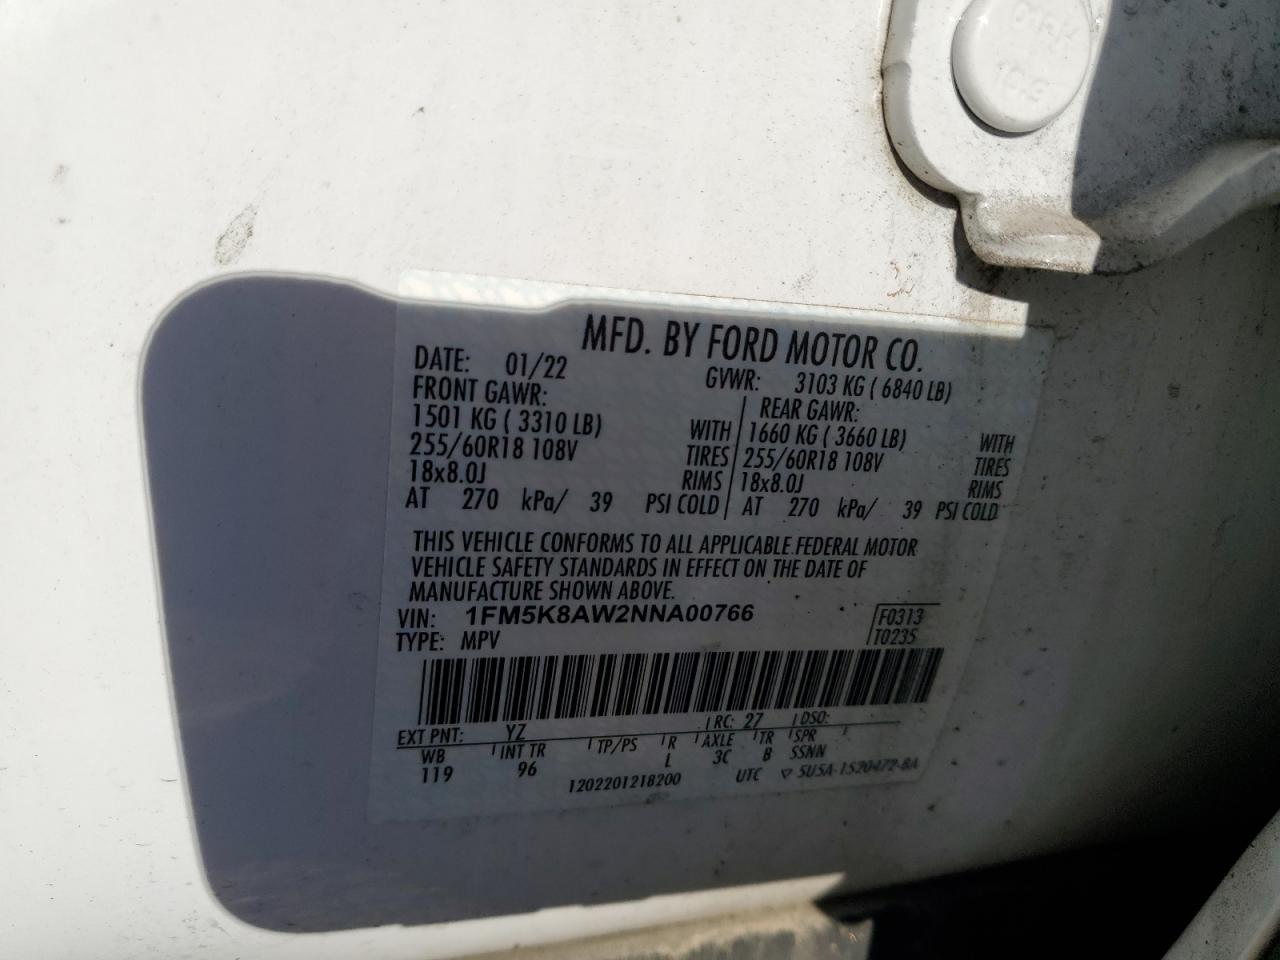 10.9
MFD. BY FORD MOTOR CO.
DATE: 01/22 GVWR: 3103 KG ( 6840 LB)
FRONT GAWR: REAR GAWR:
1501 KG ( 3310 LB) WITH 1660 KG ( 3660 LB) WITH
255/60R18 108V TIRES 255/60R18 108V TIRES
18x8.0J RIMS 18x8.0J RIMS
AT 270 kPa/ 39 PSI COLD AT 270 kPa/ 39 PSI COLD
THIS VEHICLE CONFORMS TO ALL APPLICABLE FEDERAL MOTOR
VEHICLE SAFETY STANDARDS IN EFFECT ON THE DATE OF
MANUFACTURE SHOWN ABOVE.
VIN: 1FM5K8AW2NNA00766 F0313
TYPE: MPV T0235
EXT PNT: YZ RC: 27 DSO:
WB INT TR TP/PS R AXLE TR SPR
119 96 L 3C B SSNN
1202201218200 UTC 5U5A-1520472-BA